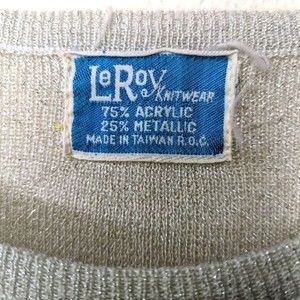 LeRoy
KNITWEAR
75% ACRYLIC
25% METALLIC
MADE IN TAIWAN R.O.C.